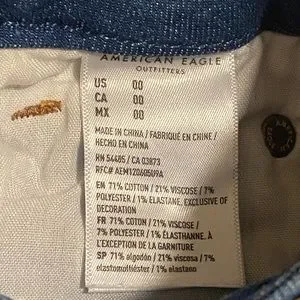 AMERICAN EAGLE
OUTFITTERS
US 00
CA 00
MX 00
MADE IN CHINA / FABRIQUÉ EN CHINE /
HECHO EN CHINA
RN 54485 / CA 03873
RFC# AEM120605U9A
EN 71% COTTON / 21% VISCOSE / 7%
POLYESTER / 1% ELASTANE. EXCLUSIVE OF
DECORATION
FR 71% COTON / 21% VISCOSE / 7%
POLYESTER / 1% ÉLASTHANNE. À
L'EXCEPTION DE LA GARNITURE
SP 71% algodón / 21% viscosa / 7%
elastomultiéster / 1% elastano